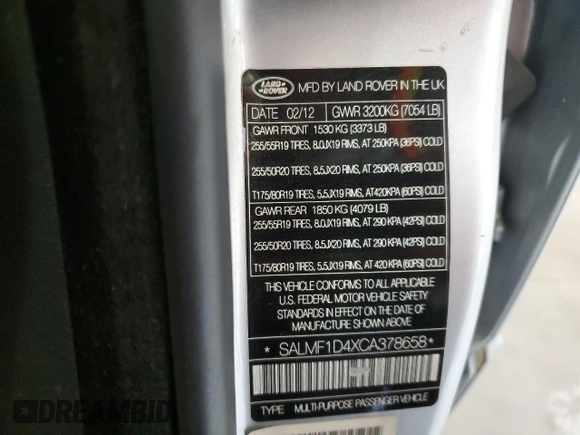 LAND ROVER
MFD BY LAND ROVER IN THE UK
DATE 02/12 GVWR 3200KG (7054 LB)
GAWR FRONT 1530 KG (3373 LB)
255/55R19 TIRES, 8.0JX19 RIMS, AT 250KPA (36PSI) COLD
255/50R20 TIRES, 8.5JX20 RIMS, AT 250KPA (36PSI) COLD
T175/80R19 TIRES, 5.5JX19 RIMS, AT420KPA (60PSI) COLD
GAWR REAR 1850 KG (4079 LB)
255/55R19 TIRES, 8.0JX19 RIMS, AT 290 KPA (42PSI) COLD
255/50R20 TIRES, 8.5JX20 RIMS, AT 290 KPA (42PSI) COLD
T175/80R19 TIRES, 5.5JX19 RIMS, AT 420 KPA (60PSI) COLD
THIS VEHICLE CONFORMS TO ALL APPLICABLE
U.S. FEDERAL MOTOR VEHICLE SAFETY
STANDARDS IN EFFECT ON THE DATE OF
MANUFACTURE SHOWN ABOVE.
* SALMF1D4XCA378658 *
TYPE MULTI-PURPOSE PASSENGER VEHICLE
DREAMBID